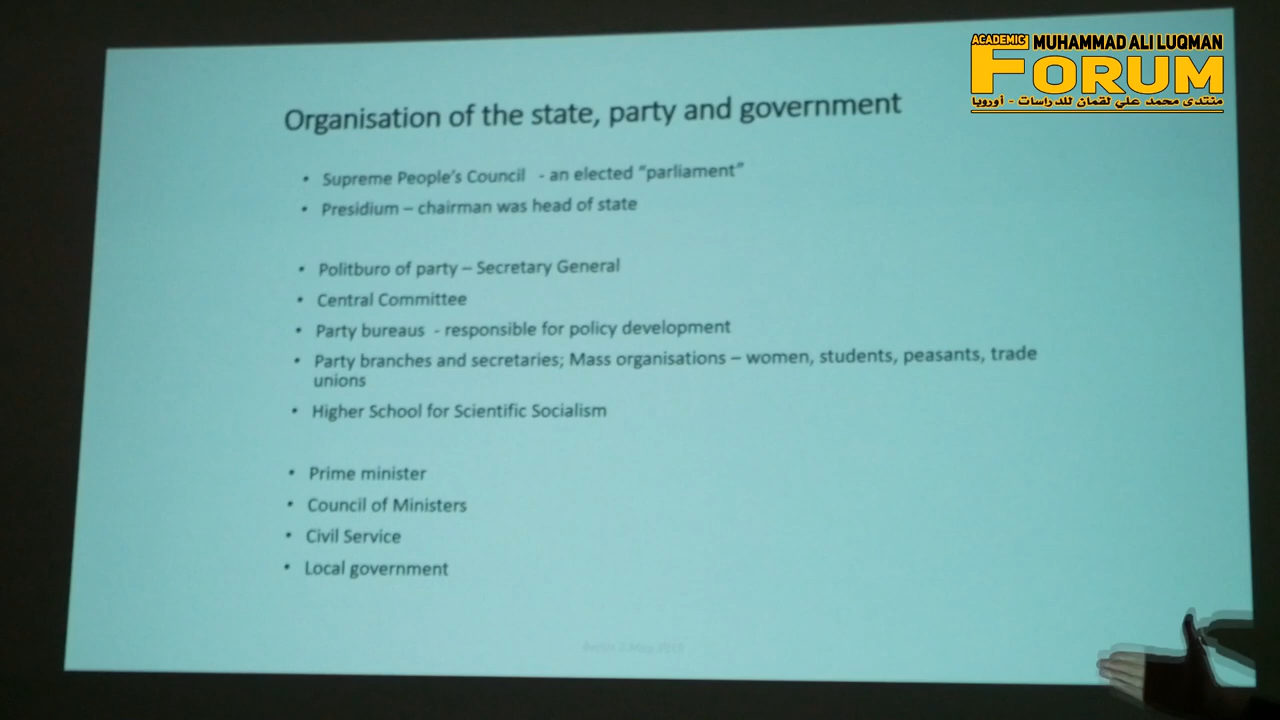 ACADEMIC MUHAMMAD ALI LUQMAN
FORUM
منتدى محمد علي لقمان للدراسات - أوروبا
Organisation of the state, party and government
• Supreme People's Council - an elected “parliament”
• Presidium – chairman was head of state
• Politburo of party – Secretary General
• Central Committee
• Party bureaus - responsible for policy development
• Party branches and secretaries; Mass organisations – women, students, peasants, trade
unions
• Higher School for Scientific Socialism
• Prime minister
• Council of Ministers
• Civil Service
• Local government